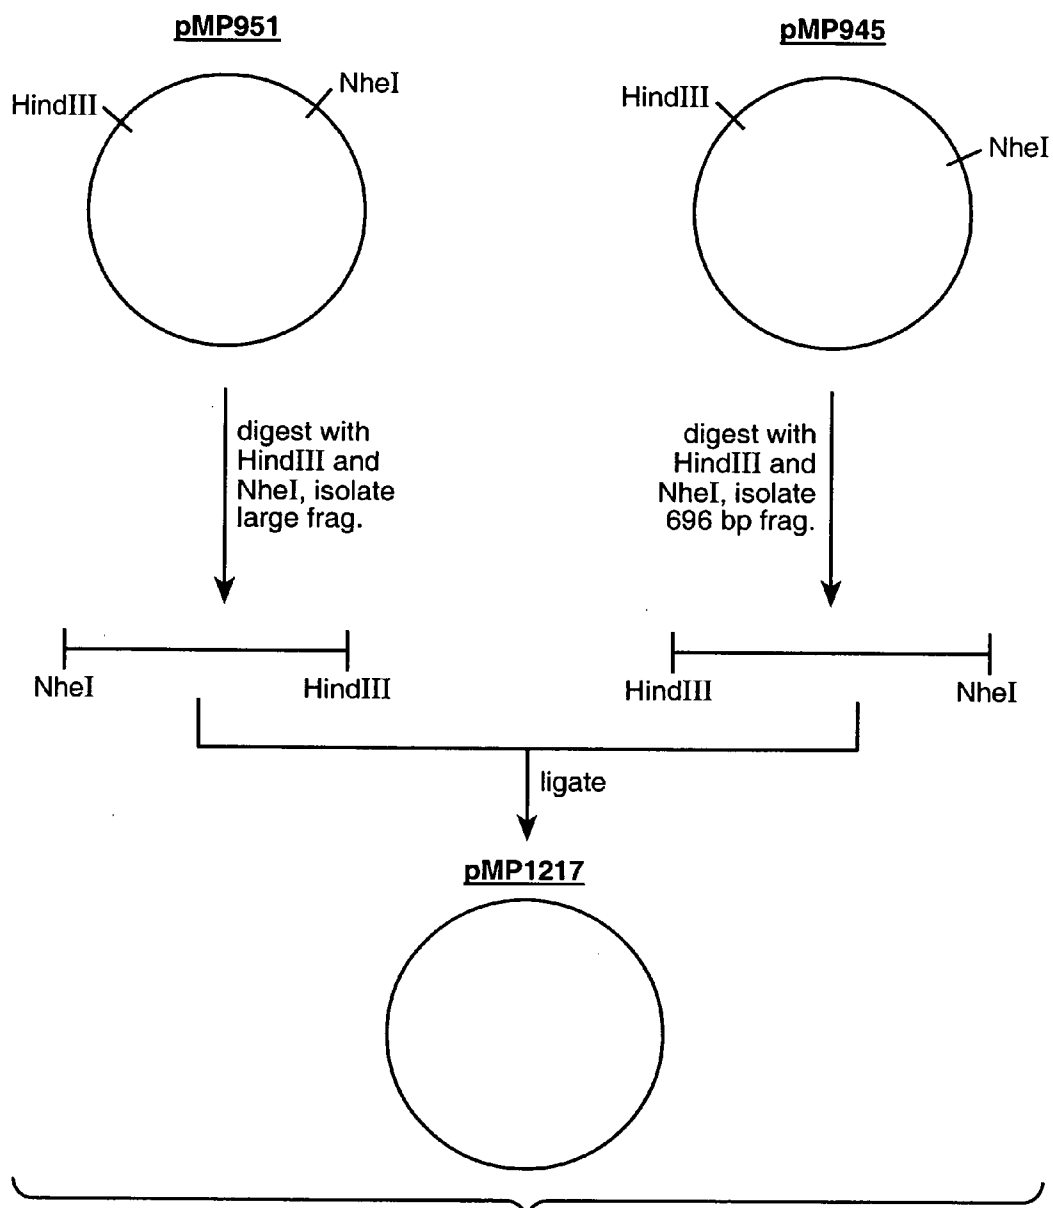 pMP951
HindIII
NheI
digest with
HindIII and
NheI, isolate
large frag.
NheI
HindIII
pMP945
HindIII
NheI
digest with
HindIII and
NheI, isolate
696 bp frag.
HindIII
NheI
ligate
pMP1217